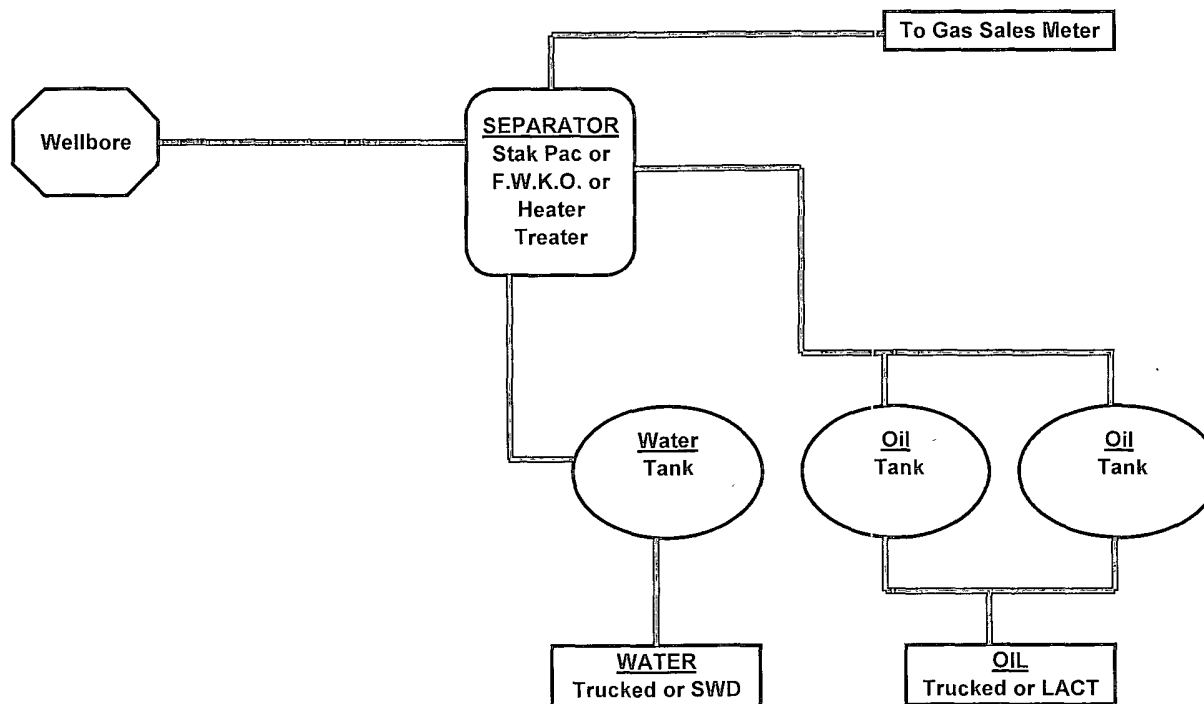 To Gas Sales Meter
Wellbore
SEPARATOR
Stak Pac or
F.W.K.O. or
Heater
Treater
Water
Tank
Oil
Tank
Oil
Tank
WATER
Trucked or SWD
OIL
Trucked or LACT